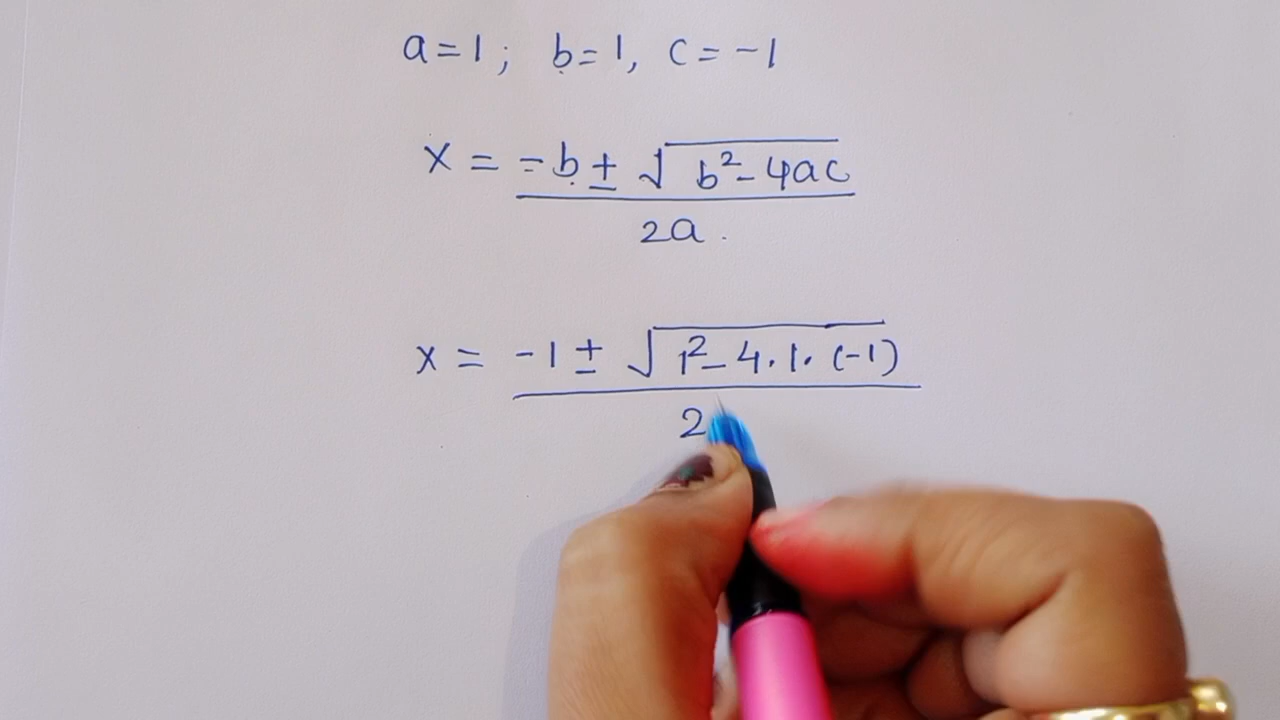 a=1; b=1, c=-1
x = -b ± √(b²-4ac)
2a.
x = -1 ± √(1²-4.1.(-1)
2